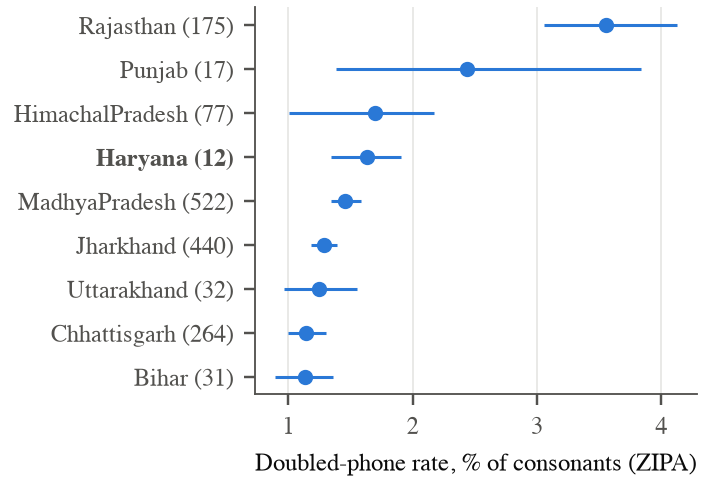 Rajasthan (175)
Punjab (17)
HimachalPradesh (77)
Haryana (12)
MadhyaPradesh (522)
Jharkhand (440)
Uttarakhand (32)
Chhattisgarh (264)
Bihar (31)
1 2 3 4
Doubled-phone rate, % of consonants (ZIPA)